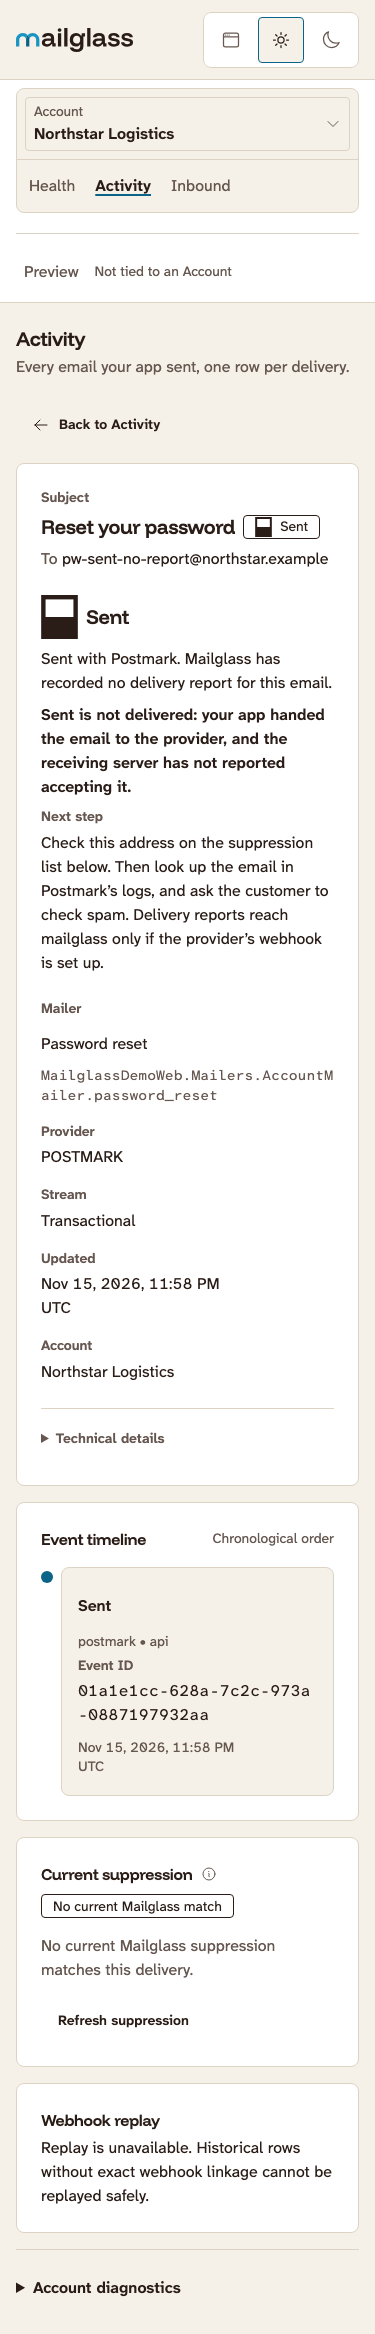 mailglass
Account
Northstar Logistics
Health Activity Inbound
Preview Not tied to an Account
Activity
Every email your app sent, one row per delivery.
Back to Activity
Subject
Reset your password Sent
To pw-sent-no-report@northstar.example
Sent
Sent with Postmark. Mailglass has
recorded no delivery report for this email.
Sent is not delivered: your app handed
the email to the provider, and the
receiving server has not reported
accepting it.
Next step
Check this address on the suppression
list below. Then look up the email in
Postmark’s logs, and ask the customer to
check spam. Delivery reports reach
mailglass only if the provider’s webhook
is set up.
Mailer
Password reset
MailglassDemoWeb.Mailers.AccountM
ailer.password_reset
Provider
POSTMARK
Stream
Transactional
Updated
Nov 15, 2026, 11:58 PM
UTC
Account
Northstar Logistics
Technical details
Event timeline Chronological order
Sent
postmark • api
Event ID
01a1e1cc-628a-7c2c-973a
-0887197932aa
Nov 15, 2026, 11:58 PM
UTC
Current suppression
No current Mailglass match
No current Mailglass suppression
matches this delivery.
Refresh suppression
Webhook replay
Replay is unavailable. Historical rows
without exact webhook linkage cannot be
replayed safely.
Account diagnostics